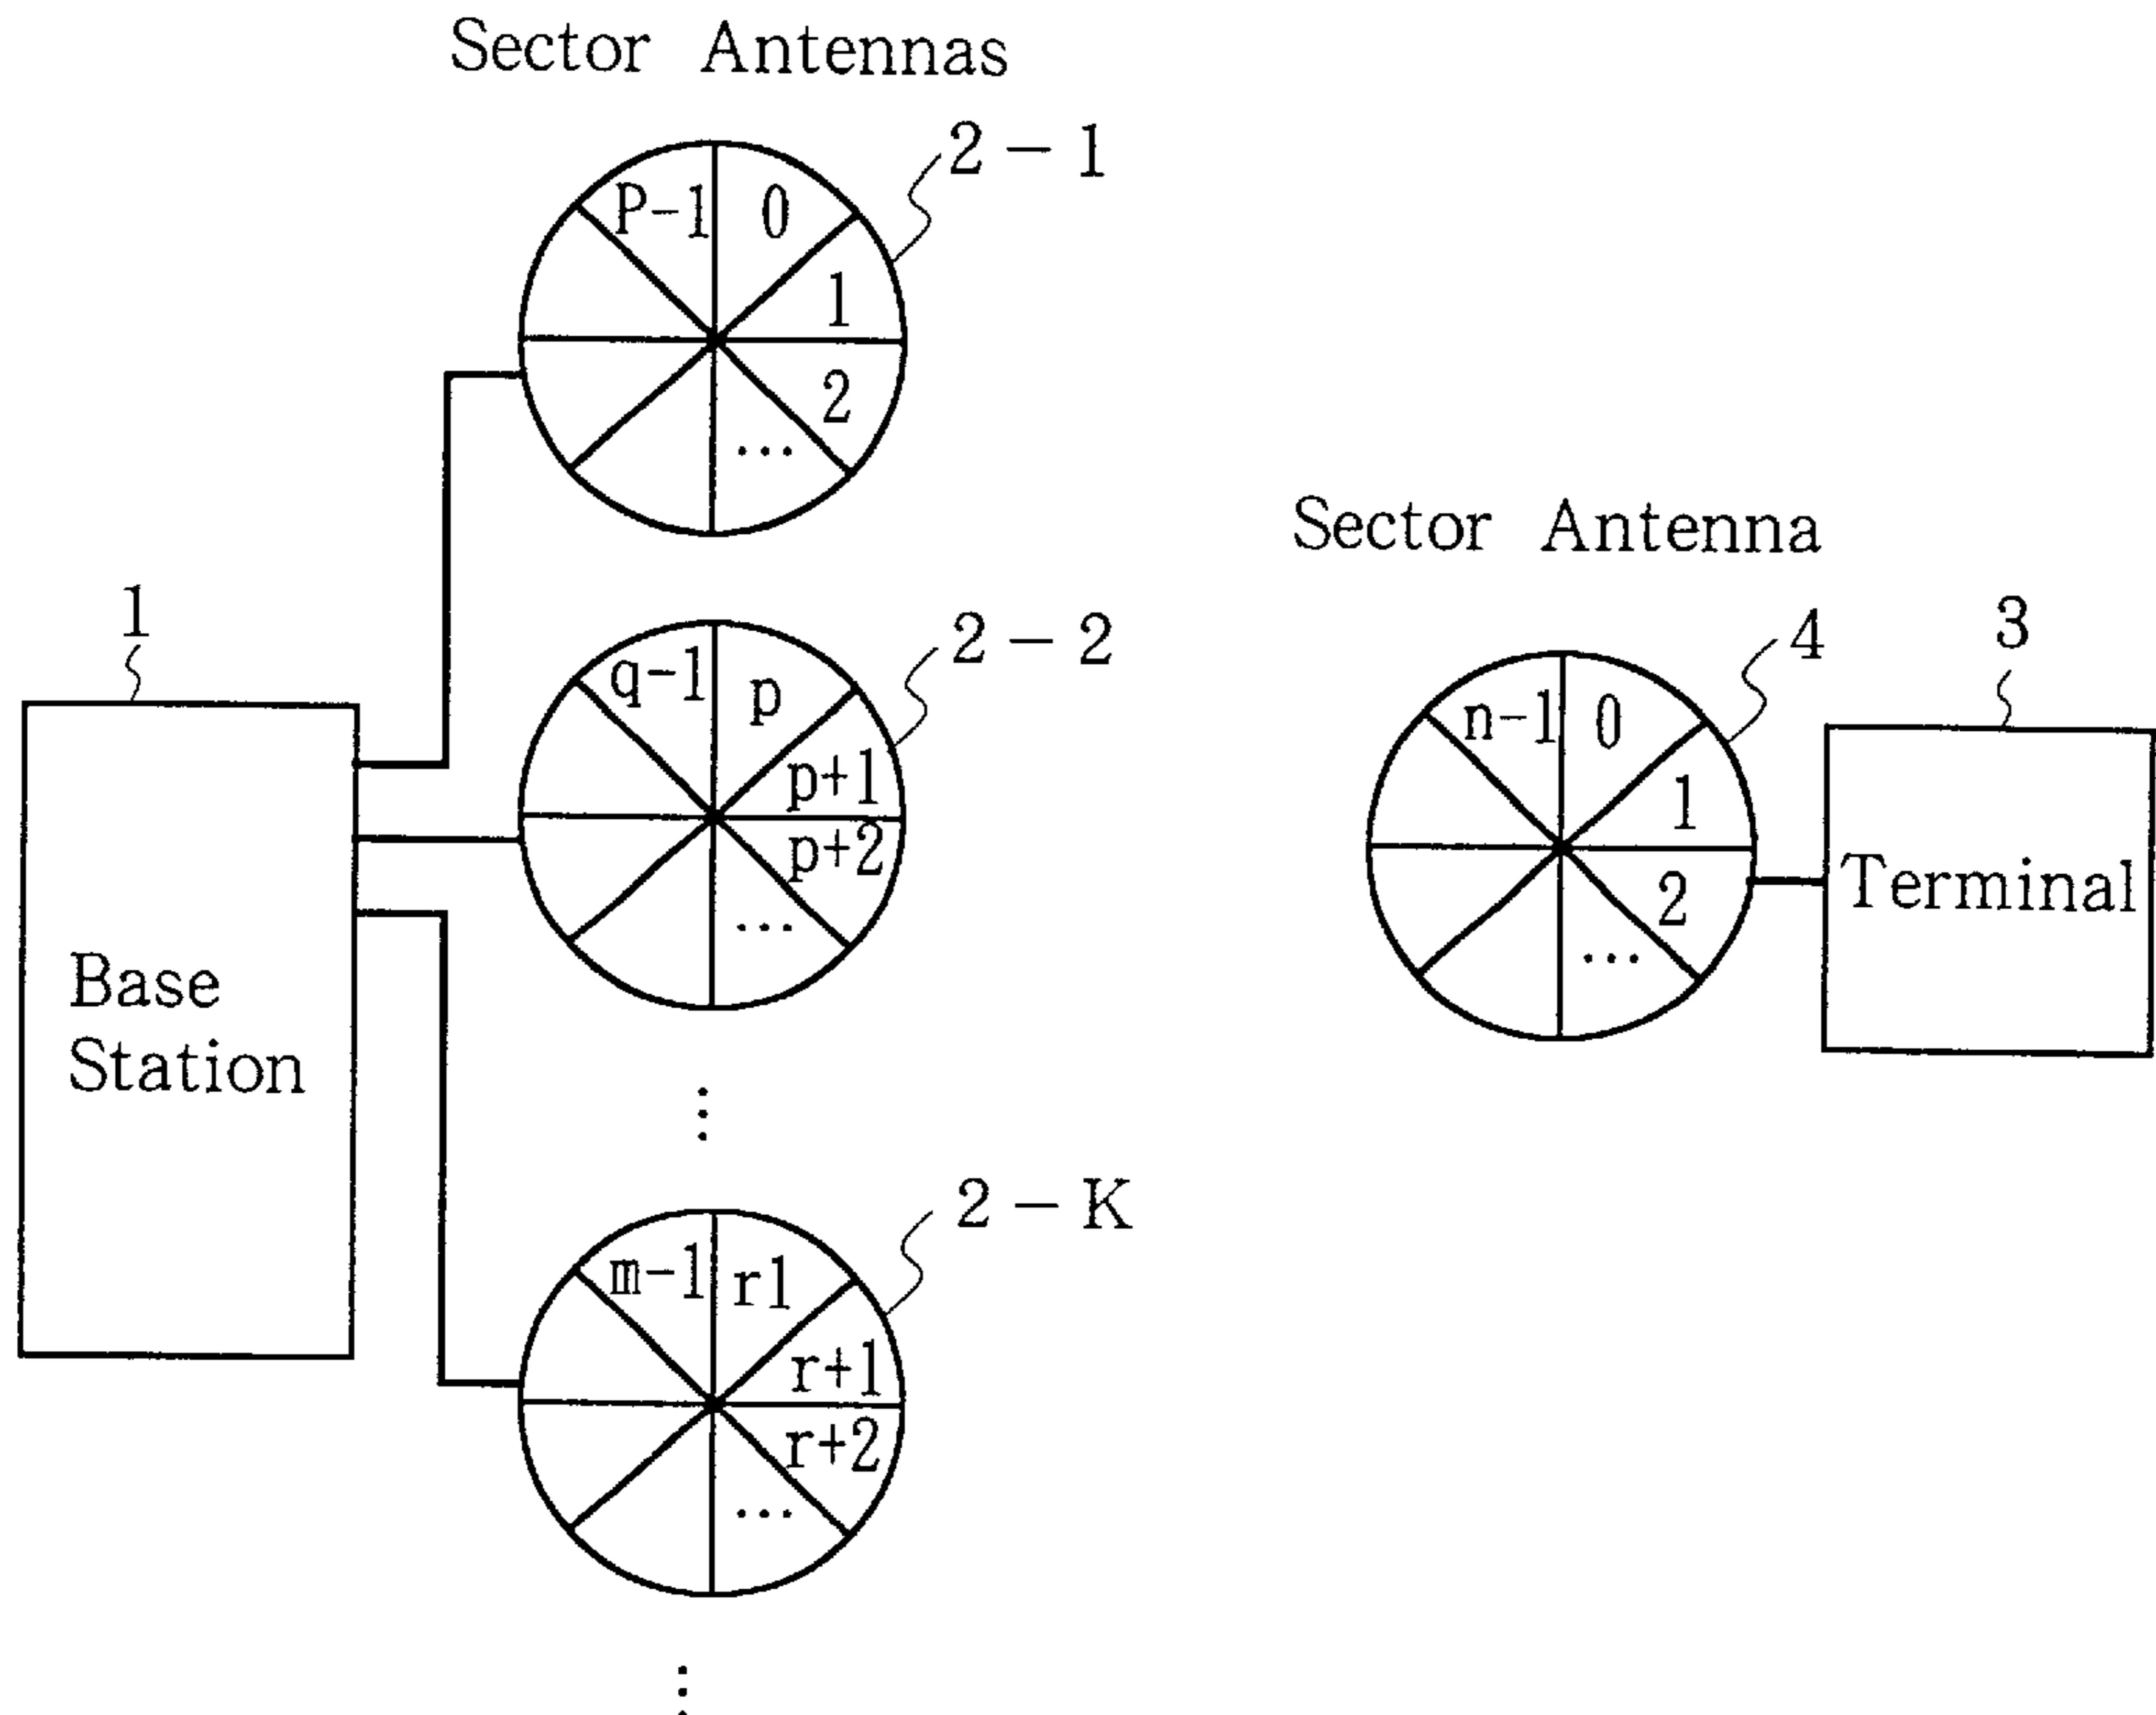 Sector Antennas
2-1
P-1
0
1
2
...
Sector Antenna
1
2-2
4
3
q-1
p
p+1
p+2
...
n-1
0
1
2
...
Base
Station
Terminal
⋮
2-K
m-1
r1
r+1
r+2
...
⋮